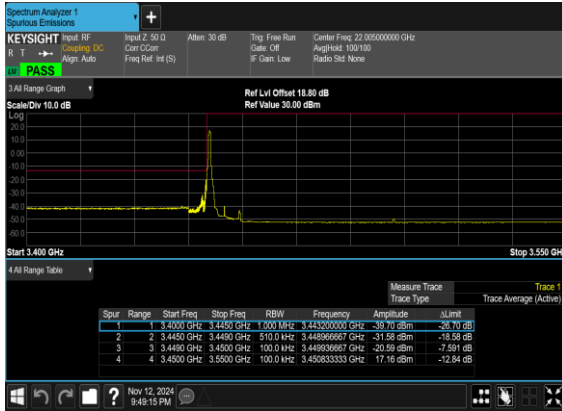 Spectrum Analyzer 1
Spurious Emissions
KEYSIGHT Input: RF Input Z: 50 Ω Atten: 30 dB Trig: Free Run Center Freq: 22.005000000 GHz
R T Coupling: DC Corr CCorr Gate: Off Avg|Hold: 100/100
Align: Auto Freq Ref: Int (S) IF Gain: Low Radio Std: None
PASS
3 All Range Graph
Ref Lvl Offset 18.80 dB
Scale/Div 10.0 dB Ref Value 30.00 dBm
Log
20.0
10.0
0.00
-10.0
-20.0
-30.0
-40.0
-50.0
-60.0
Start 3.400 GHz Stop 3.550 GH
4 All Range Table
Measure Trace Trace 1
Trace Type Trace Average (Active)
Spur Range Start Freq Stop Freq RBW Frequency Amplitude ΔLimit
1 1 3.4000 GHz 3.4450 GHz 1.000 MHz 3.443200000 GHz -39.70 dBm -26.70 dB
2 2 3.4450 GHz 3.4490 GHz 510.0 kHz 3.448966667 GHz -31.58 dBm -18.58 dB
3 3 3.4490 GHz 3.4500 GHz 100.0 kHz 3.449936667 GHz -20.59 dBm -7.591 dB
4 4 3.4500 GHz 3.5500 GHz 100.0 kHz 3.450833333 GHz 17.16 dBm -12.84 dB
Nov 12, 2024
9:49:15 PM